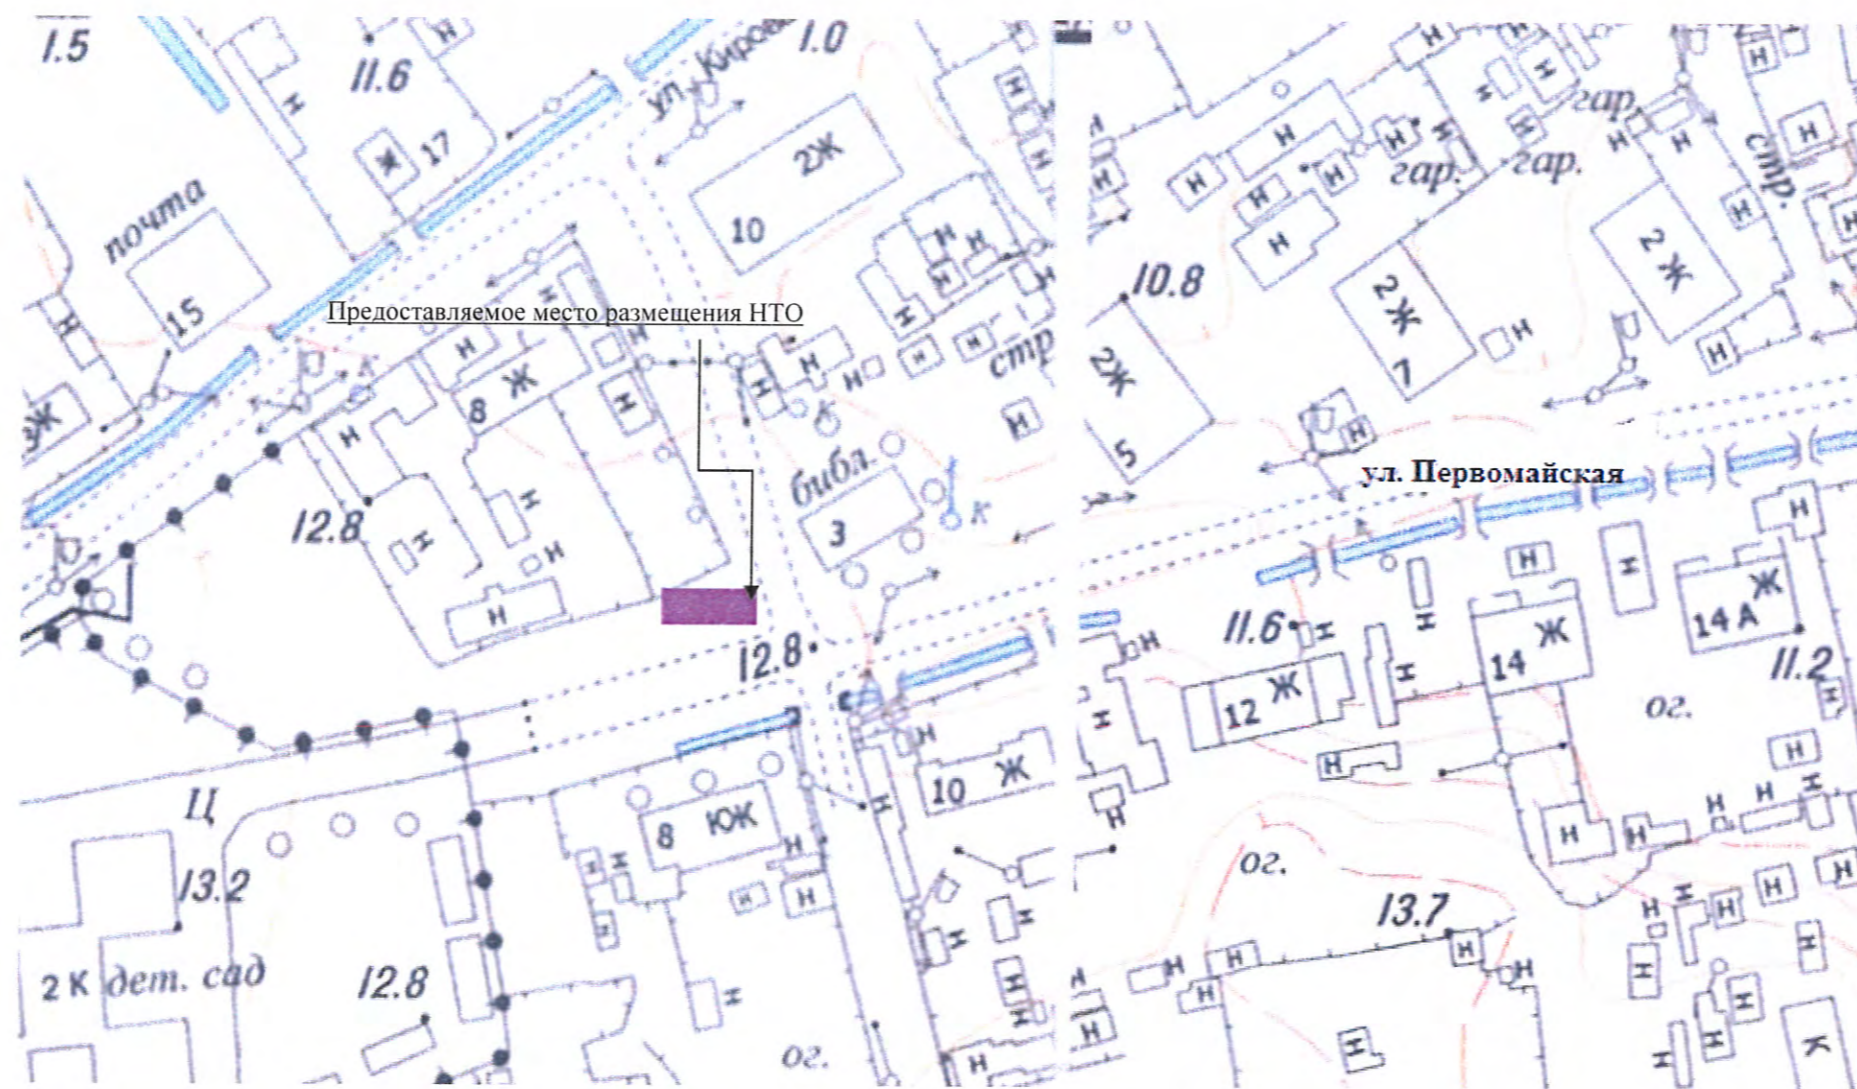 1.5
11.6
Н
Н
ул. Кирова
1.0
Ж
17
2Ж
10
почта
15
Н
Предоставляемое место размещения НТО
Н
8
Ж
Н
Н
Н
К
Н
Н
Н
Н
Н
Н
стр
К
К
Н
библ.
3
К
12.8
Н
Н
Н
Н
12.8
10
Ж
8
ЮЖ
Н
Н
Ц
13.2
2 К дет. сад
12.8
ог.
Н
Н
Н
гар.
гар.
гар.
стр.
10.8
2Ж
5
2Ж
7
2Ж
Н
Н
Н
ул. Первомайская
Н
Н
Н
11.6
Н
Н
12
Ж
14
Ж
14 А
Ж
11.2
ог.
Н
Н
Н
Н
ог.
13.7
Н
Н
Н
Н
К